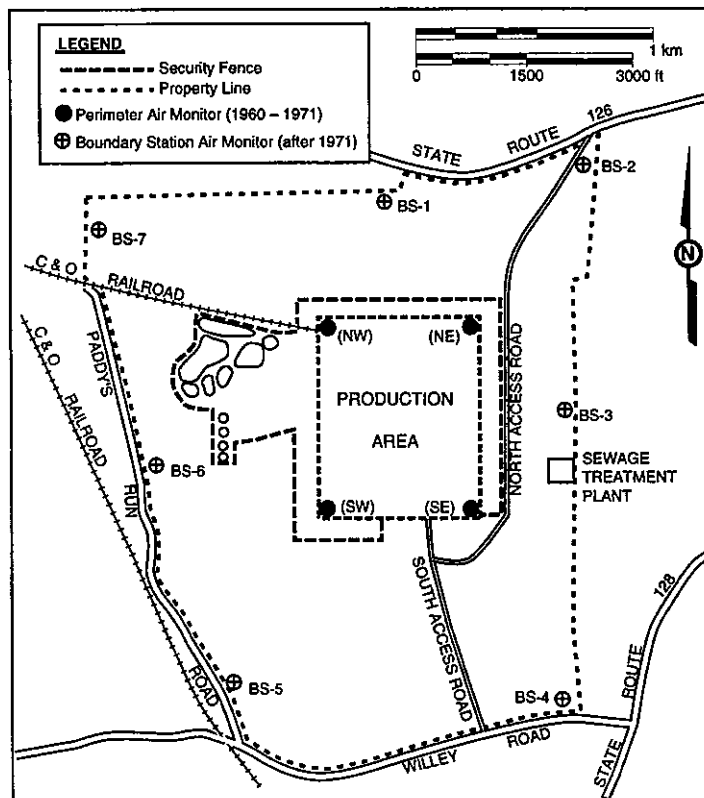 LEGEND
Security Fence
Property Line
Perimeter Air Monitor (1960 – 1971)
Boundary Station Air Monitor (after 1971)
1 km
0 1500 3000 ft
STATE ROUTE 126
BS-2
BS-1
BS-7
N
C & O RAILROAD
(NW) (NE)
C & O RAILROAD
PADDY'S RUN ROAD
PRODUCTION
AREA
NORTH ACCESS ROAD
BS-3
BS-6
SEWAGE
TREATMENT
PLANT
(SW) (SE)
SOUTH ACCESS ROAD
STATE ROUTE 128
BS-5
BS-4
WILLEY ROAD